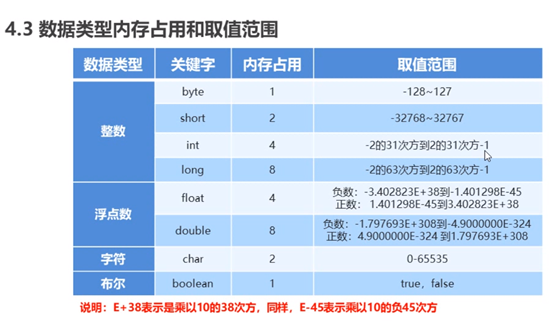 4.3 数据类型内存占用和取值范围
数据类型 关键字 内存占用 取值范围
整数 byte 1 -128~127
short 2 -32768~32767
int 4 -2的31次方到2的31次方-1
long 8 -2的63次方到2的63次方-1
浮点数 float 4 负数：-3.402823E+38到-1.401298E-45
正数： 1.401298E-45到3.402823E+38
double 8 负数：-1.797693E+308到-4.9000000E-324
正数：4.9000000E-324 到1.797693E+308
字符 char 2 0-65535
布尔 boolean 1 true，false
说明：E+38表示是乘以10的38次方，同样，E-45表示乘以10的负45次方